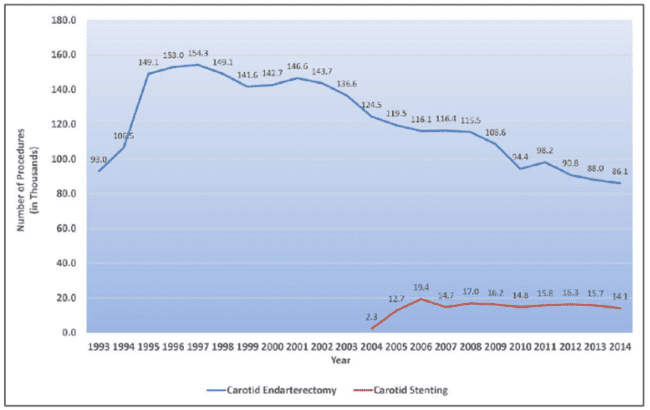 180.0
160.0
140.0
120.0
100.0
80.0
60.0
40.0
20.0
0.0
Number of Procedures
(in Thousands)
93.0 106.5 149.1 153.0 154.3 149.1 141.6 142.7 146.6 143.7 136.6 124.5 119.5 116.1 116.4 115.5 108.6 94.4 98.2 90.8 88.0 86.1
2.3 12.7 19.4 14.7 17.0 16.2 14.8 15.8 16.3 15.7 14.1
1993 1994 1995 1996 1997 1998 1999 2000 2001 2002 2003 2004 2005 2006 2007 2008 2009 2010 2011 2012 2013 2014
Year
Carotid Endarterectomy Carotid Stenting